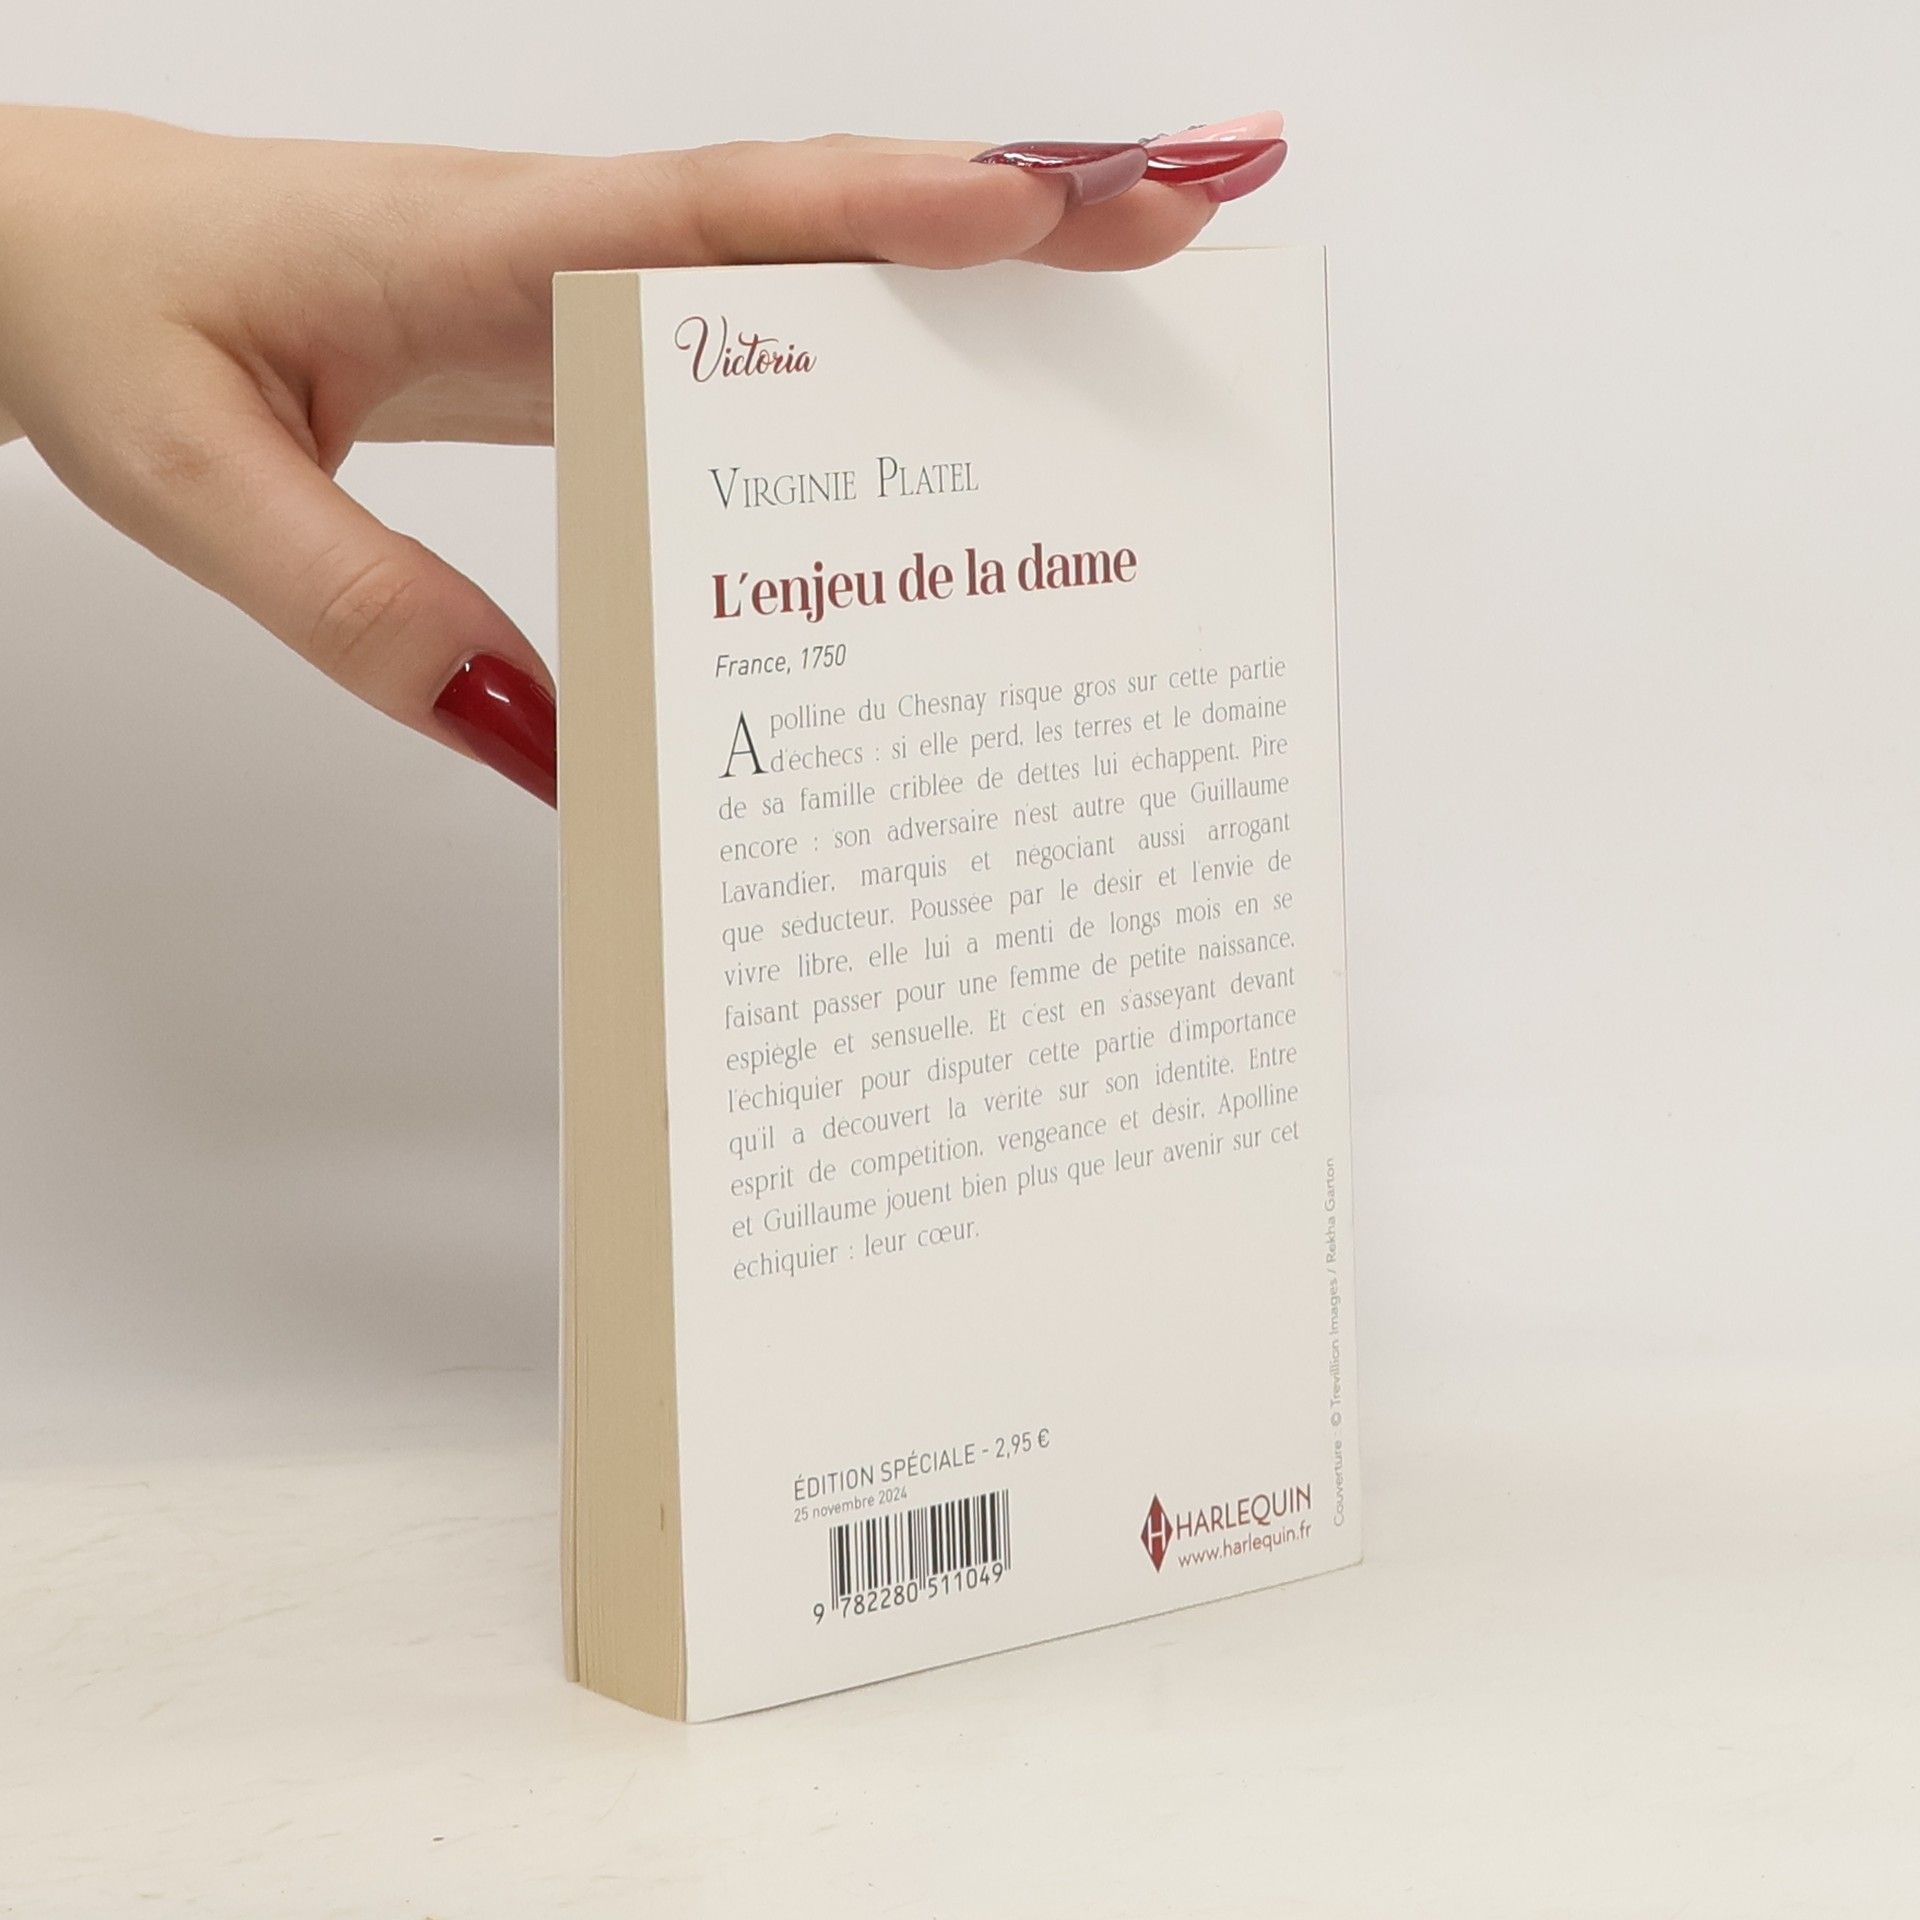 Victoria
VIRGINIE PLATEL
L'enjeu de la dame
France, 1750
Apolline du Chesnay risque gros sur cette partie
d'échecs : si elle perd, les terres et le domaine
de sa famille criblée de dettes lui échappent. Pire
encore : son adversaire n'est autre que Guillaume
Lavandier, marquis et négociant aussi arrogant
que séducteur. Poussée par le désir et l'envie de
vivre libre, elle lui a menti de longs mois en se
faisant passer pour une femme de petite naissance,
espiègle et sensuelle. Et c'est en s'asseyant devant
l'échiquier pour disputer cette partie d'importance
qu'il a découvert la vérité sur son identité. Entre
esprit de compétition, vengeance et désir, Apolline
et Guillaume jouent bien plus que leur avenir sur cet
échiquier : leur cœur.
ÉDITION SPÉCIALE - 2,95 €
25 novembre 2024
9 782280 511049
HARLEQUIN
www.harlequin.fr
Couverture : © Trevillion Images / Rekha Garton